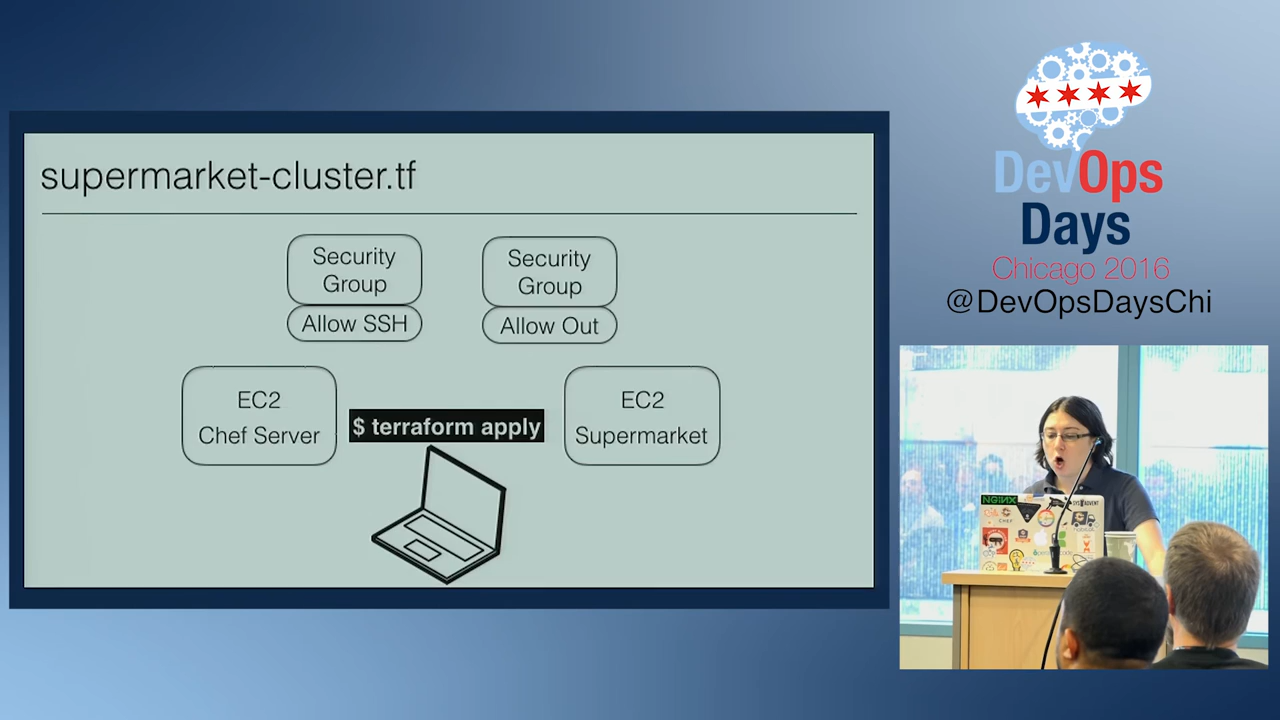 supermarket-cluster.tf
Security
Group
Allow SSH
Security
Group
Allow Out
EC2
Chef Server
$ terraform apply
EC2
Supermarket
DevOps
Days
Chicago 2016
@DevOpsDaysChi
NGINX
SYSADVENT
CHEF